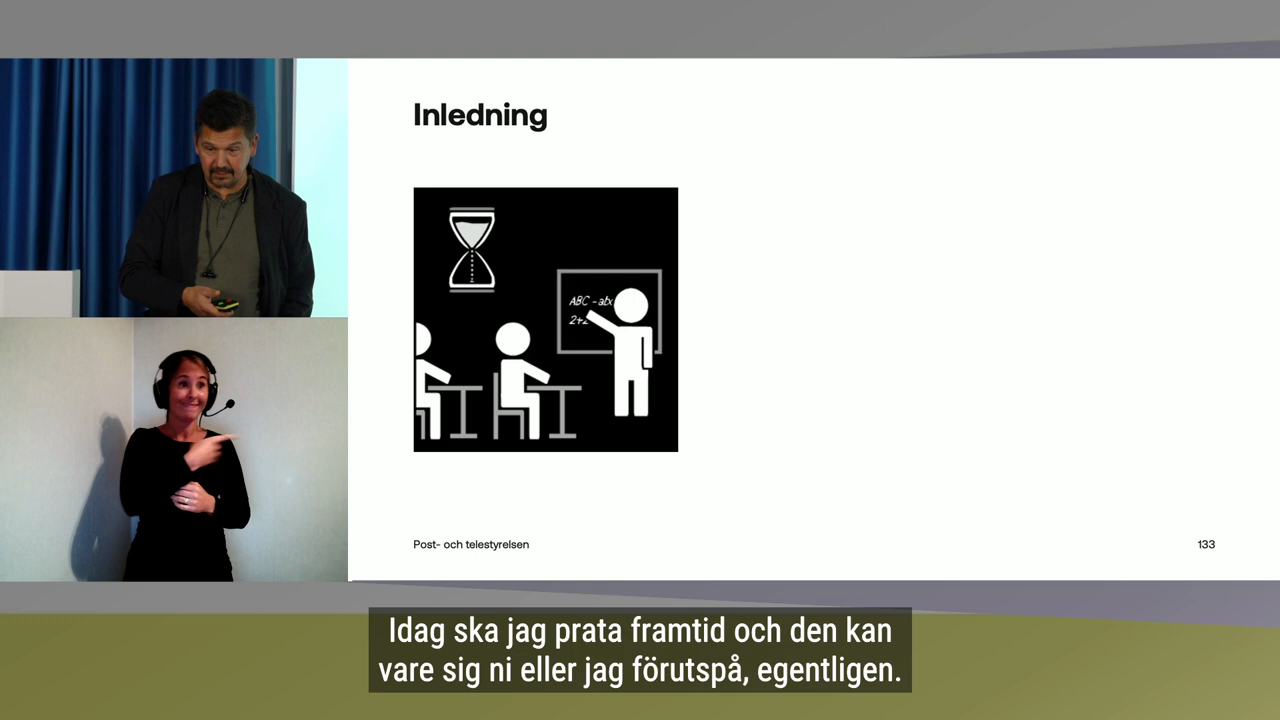 Inledning
ABC - abc
2+2
Post- och telestyrelsen
133
Idag ska jag prata framtid och den kan
vare sig ni eller jag förutspå, egentligen.